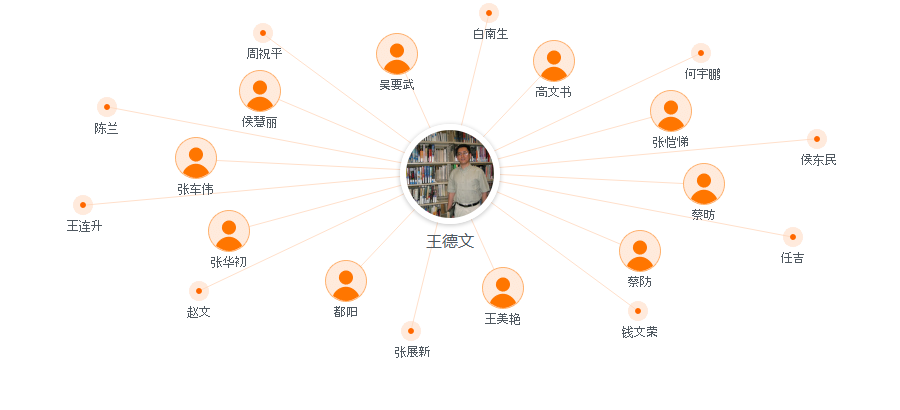 白南生
周祝平
何宇鹏
吴要武
高文书
侯慧丽
陈兰
张恺悌
侯东民
张车伟
蔡昉
王连升
王德文
任吉
张华初
蔡防
赵文
都阳
王美艳
钱文荣
张展新